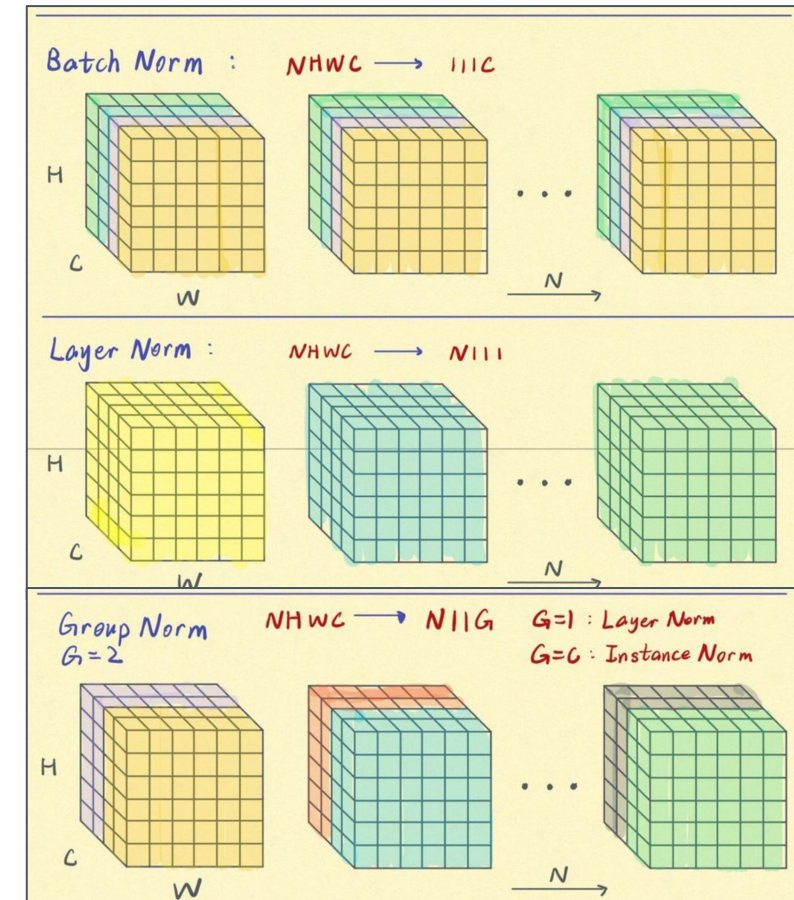 Batch Norm : NHWC → 111C
H
C
W
N
Layer Norm : NHWC → N111
H
C
W
N
Group Norm NHWC → N11G G=1 : Layer Norm
G=2 G=C : Instance Norm
H
C
W
N